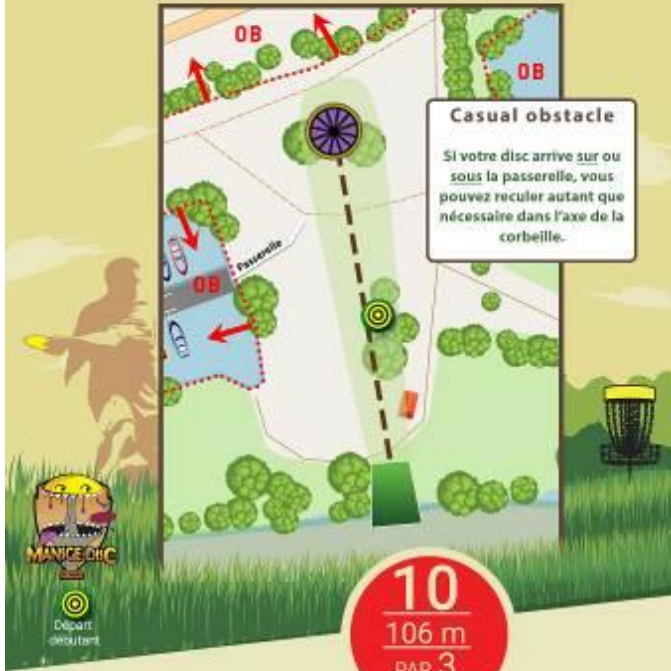 OB
OB
Casual obstacle
Si votre disc arrive sur ou
sous la passerelle, vous
pouvez reculer autant que
nécessaire dans l'axe de la
corbeille.
Passerelle
OB
MANICE DISC
Départ
débutant
10
106 m
PAR 3